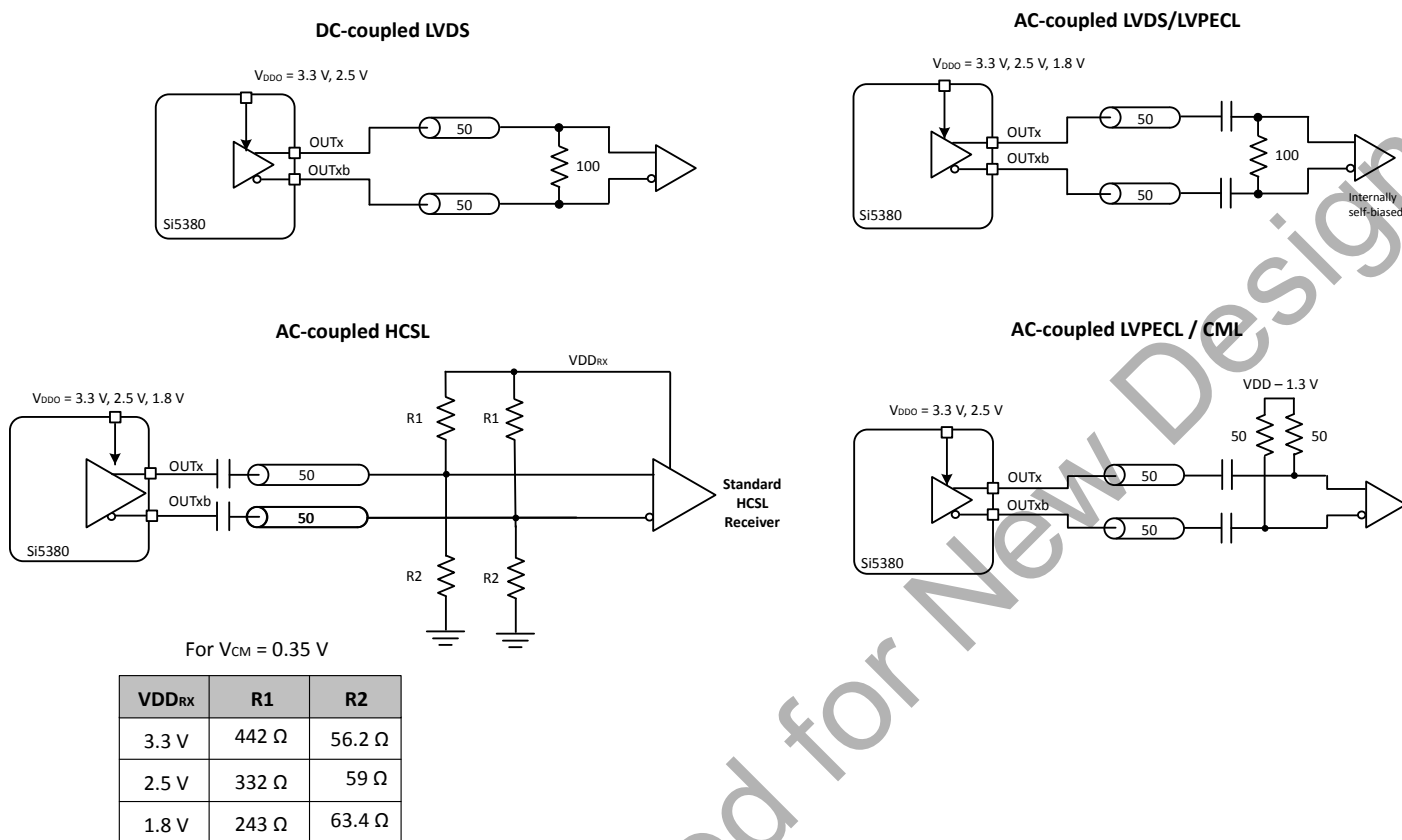 DC-coupled LVDS
VDDO = 3.3 V, 2.5 V
OUTx
OUTxb
50
50
100
Si5380
AC-coupled LVDS/LVPECL
VDDO = 3.3 V, 2.5 V, 1.8 V
OUTx
OUTxb
50
50
100
Internally
self-biased
Si5380
AC-coupled HCSL
VDDRX
VDDO = 3.3 V, 2.5 V, 1.8 V
R1
R1
OUTx
50
OUTxb
50
Standard
HCSL
Receiver
Si5380
R2
R2
For VCM = 0.35 V
VDDRX R1 R2
3.3 V 442 Ω 56.2 Ω
2.5 V 332 Ω 59 Ω
1.8 V 243 Ω 63.4 Ω
AC-coupled LVPECL / CML
VDD – 1.3 V
VDDO = 3.3 V, 2.5 V
50
50
OUTx
50
OUTxb
50
Si5380
for New Design